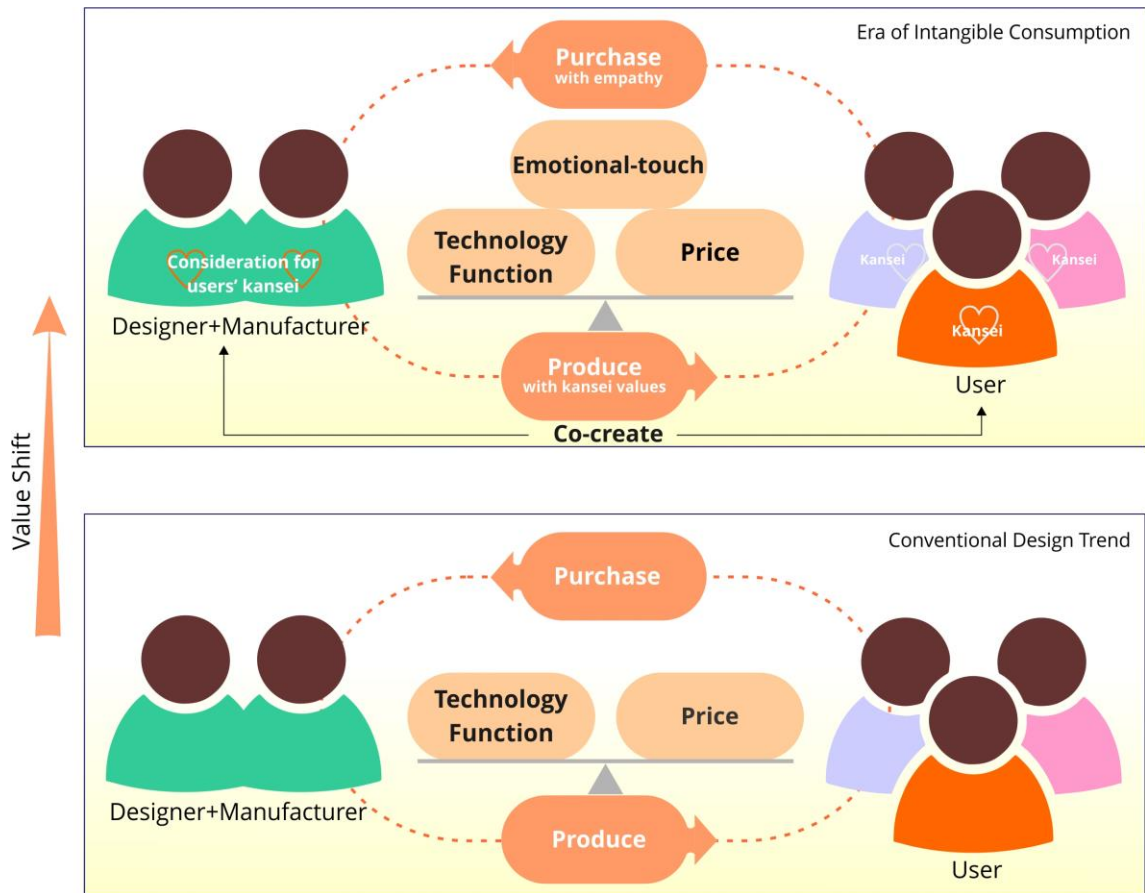 Era of Intangible Consumption
Purchase
with empathy
Emotional-touch
Technology
Function
Price
Consideration for
users’ kansei
Kansei
Kansei
Kansei
Designer+Manufacturer
User
Produce
with kansei values
Co-create
Value Shift
Conventional Design Trend
Purchase
Technology
Function
Price
Designer+Manufacturer
Produce
User